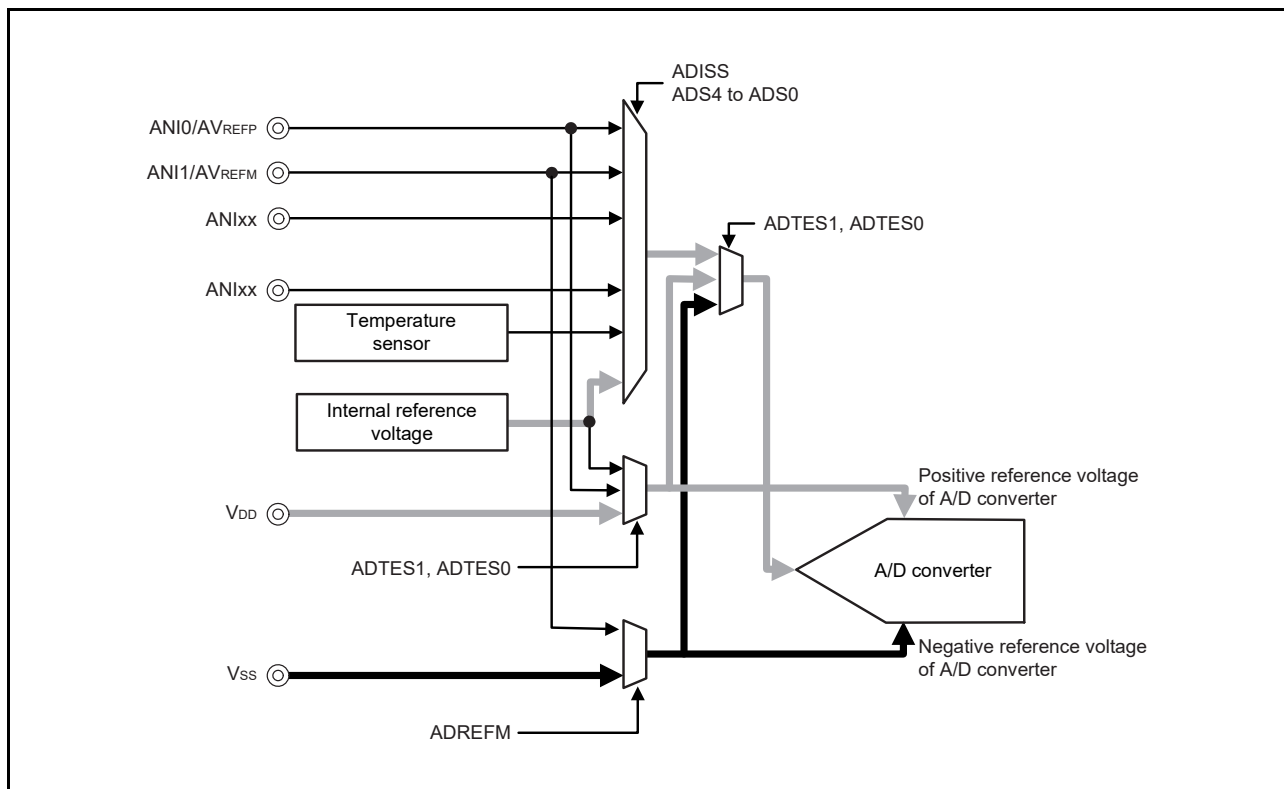 ADISS
ADS4 to ADS0
ANI0/AVREFP
ANI1/AVREFM
ANIxx
ADTES1, ADTES0
ANIxx
Temperature
sensor
Internal reference
voltage
Positive reference voltage
of A/D converter
VDD
ADTES1, ADTES0
A/D converter
Negative reference voltage
of A/D converter
VSS
ADREFM